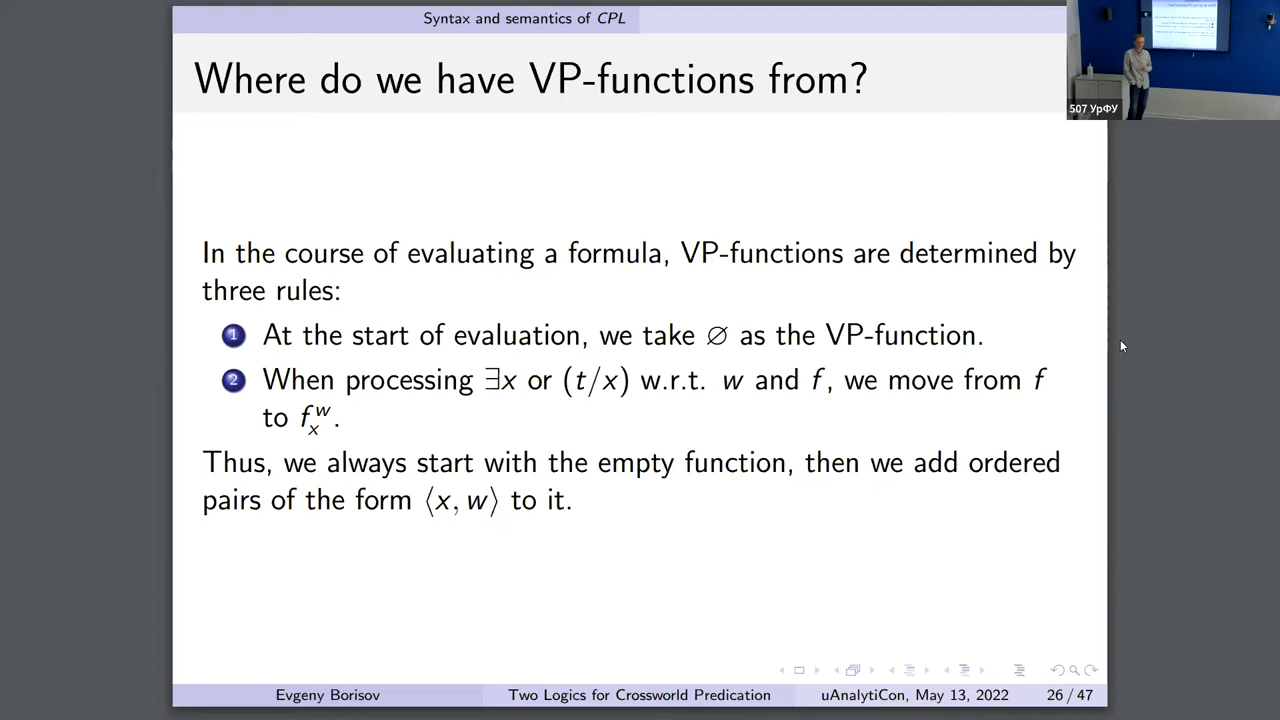 Syntax and semantics of CPL
Where do we have VP-functions from?
507 УрФУ
In the course of evaluating a formula, VP-functions are determined by
three rules:
1 At the start of evaluation, we take ∅ as the VP-function.
2 When processing ∃x or (t/x) w.r.t. w and f, we move from f
to f_x^w.
Thus, we always start with the empty function, then we add ordered
pairs of the form ⟨x, w⟩ to it.
Evgeny Borisov Two Logics for Crossworld Predication uAnalytiCon, May 13, 2022 26 / 47